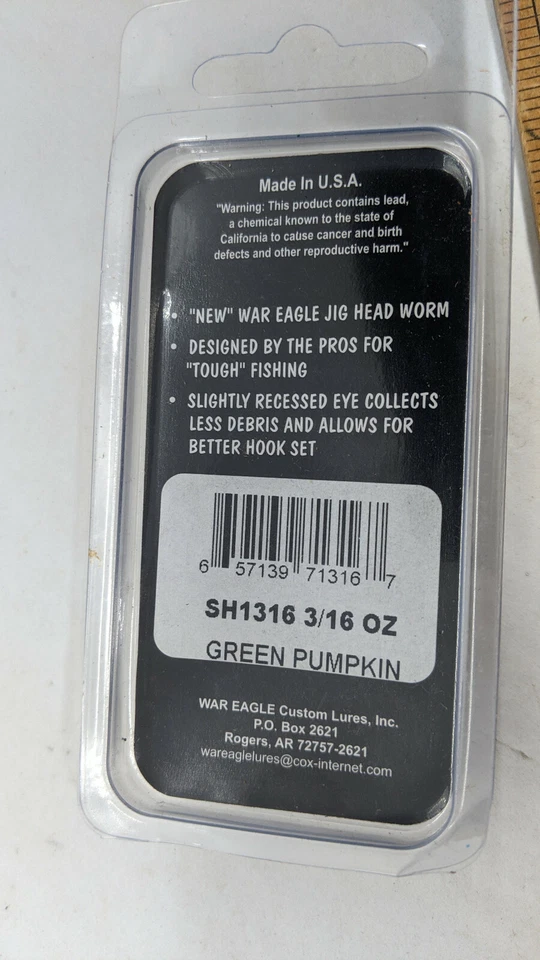 Made In U.S.A.
"Warning: This product contains lead,
a chemical known to the state of
California to cause cancer and birth
defects and other reproductive harm."
• "NEW" WAR EAGLE JIG HEAD WORM
• DESIGNED BY THE PROS FOR
"TOUGH" FISHING
• SLIGHTLY RECESSED EYE COLLECTS
LESS DEBRIS AND ALLOWS FOR
BETTER HOOK SET
6 57139 71316 7
SH1316 3/16 OZ
GREEN PUMPKIN
WAR EAGLE Custom Lures, Inc.
P.O. Box 2621
Rogers, AR 72757-2621
wareaglelures@cox-internet.com